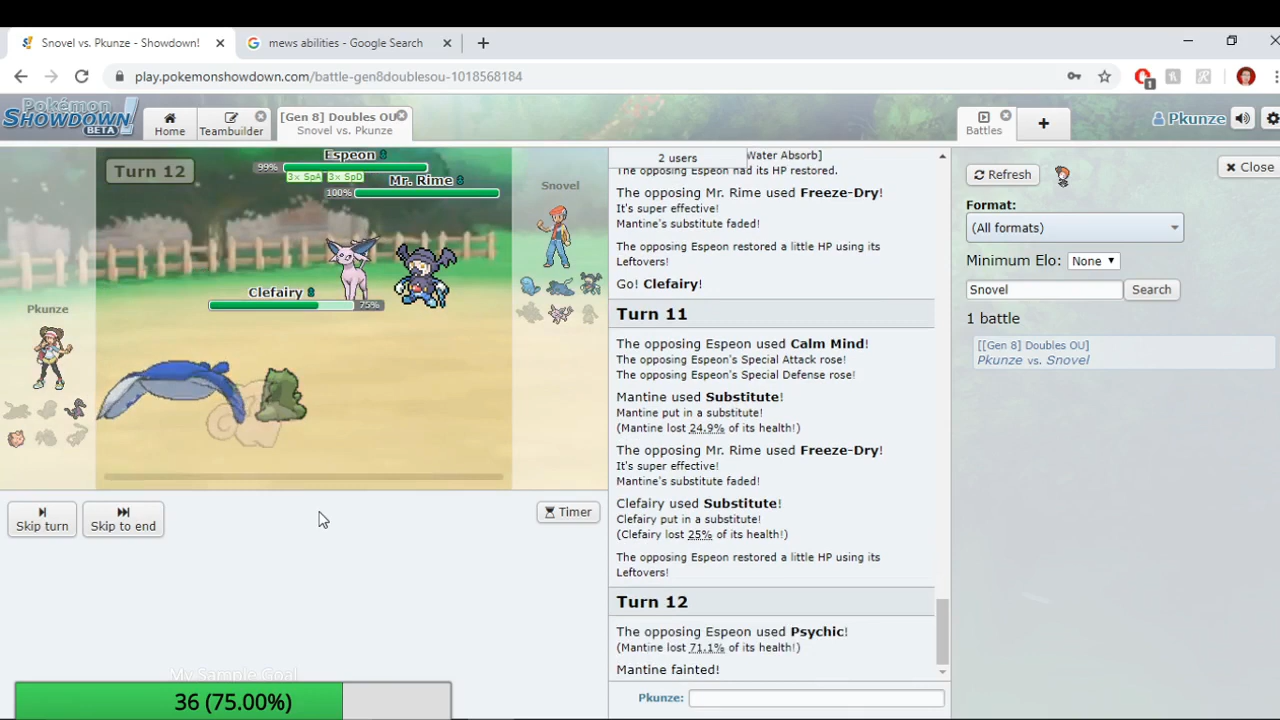 Snovel vs. Pkunze - Showdown!
mews abilities - Google Search
play.pokemonshowdown.com/battle-gen8doublesou-1018568184
1
Pokémon
Showdown!
BETA
Home
Teambuilder
[Gen 8] Doubles OU
Snovel vs. Pkunze
Battles
Pkunze
Turn 12
Espeon
99%
3x SpA 3x SpD
Mr. Rime
100%
Clefairy
75%
Pkunze
Snovel
Skip turn
Skip to end
Timer
My Sample Goal
36 (75.00%)
2 users
Water Absorb]
The opposing Espeon had its HP restored.
The opposing Mr. Rime used Freeze-Dry!
It's super effective!
Mantine's substitute faded!
The opposing Espeon restored a little HP using its
Leftovers!
Go! Clefairy!
Turn 11
The opposing Espeon used Calm Mind!
The opposing Espeon's Special Attack rose!
The opposing Espeon's Special Defense rose!
Mantine used Substitute!
Mantine put in a substitute!
(Mantine lost 24.9% of its health!)
The opposing Mr. Rime used Freeze-Dry!
It's super effective!
Mantine's substitute faded!
Clefairy used Substitute!
Clefairy put in a substitute!
(Clefairy lost 25% of its health!)
The opposing Espeon restored a little HP using its
Leftovers!
Turn 12
The opposing Espeon used Psychic!
(Mantine lost 71.1% of its health!)
Mantine fainted!
Pkunze:
Refresh
Close
Format:
(All formats)
Minimum Elo: None
Snovel
Search
1 battle
[[Gen 8] Doubles OU]
Pkunze vs. Snovel